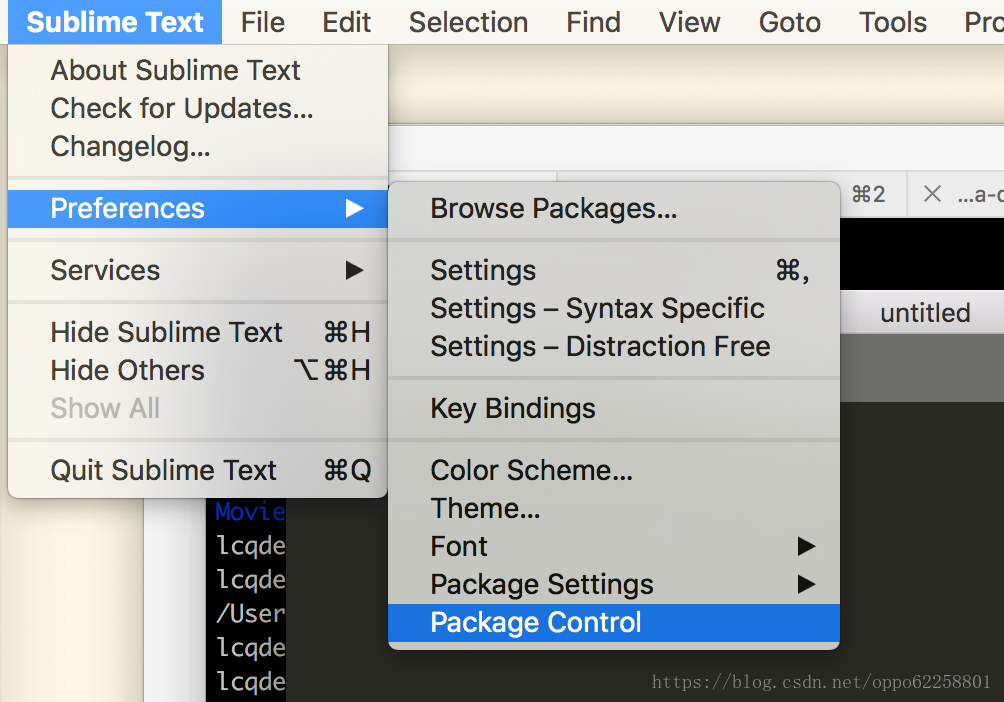 Sublime Text File Edit Selection Find View Goto Tools
About Sublime Text
Check for Updates...
Changelog...
Preferences ▶
Services ▶
Hide Sublime Text ⌘H
Hide Others ⌥⌘H
Show All
Quit Sublime Text ⌘Q
Browse Packages...
Settings ⌘,
Settings – Syntax Specific
Settings – Distraction Free
Key Bindings
Color Scheme...
Theme...
Font ▶
Package Settings ▶
Package Control
⌘2 × ...a-
untitled
Movie
lcqde
lcqde
/User
lcqde
lcqde
https://blog.csdn.net/oppo62258801